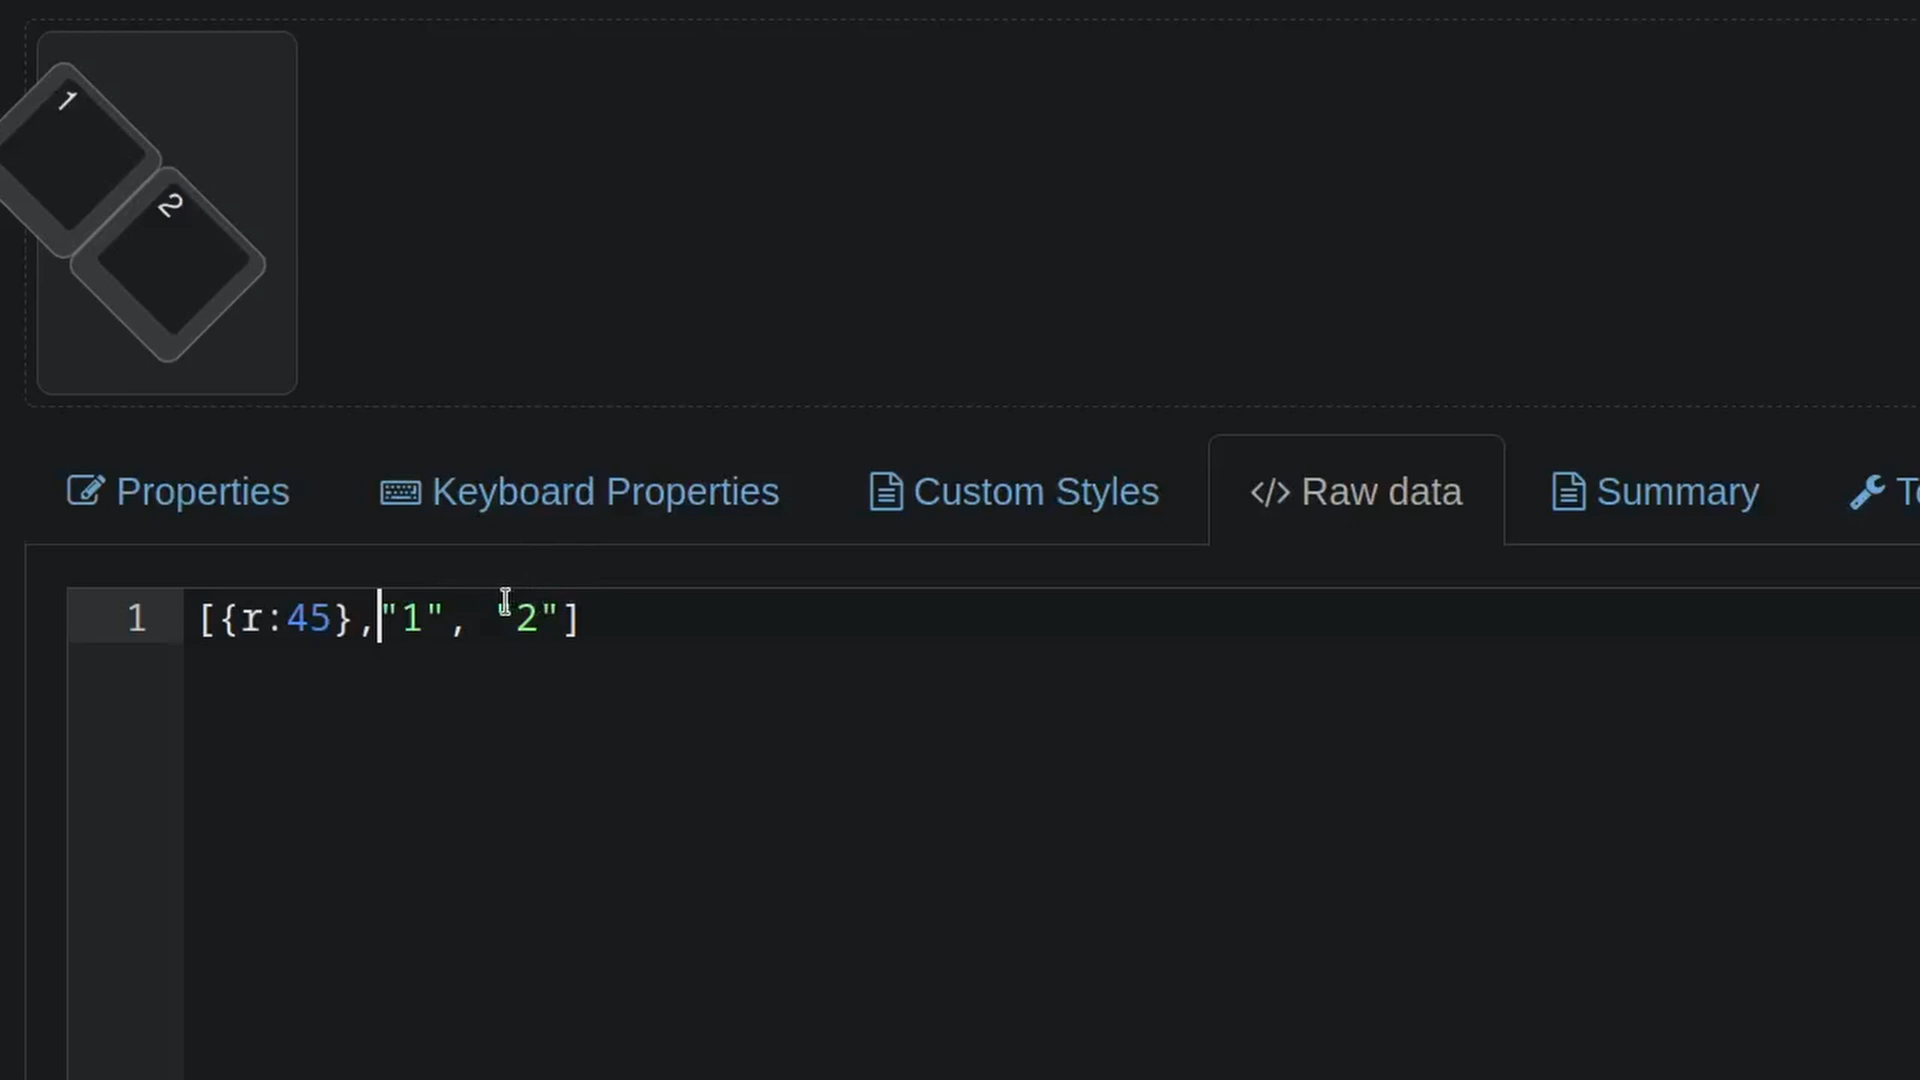 1
2
Properties Keyboard Properties Custom Styles </> Raw data Summary
1 [{r:45},"1", "2"]